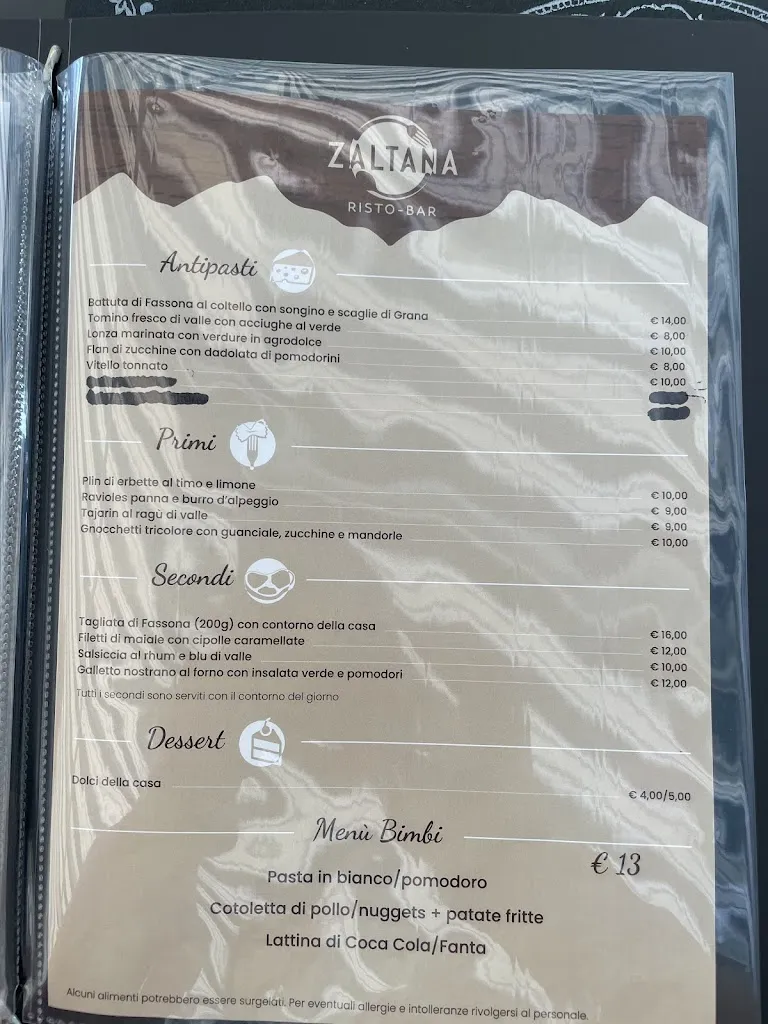 ZALTANA
RISTO-BAR
Antipasti
Battuta di Fassona al coltello con songino e scaglie di Grana € 14,00
Tomino fresco di valle con acciughe al verde € 8,00
Lonza marinata con verdure in agrodolce € 10,00
Flan di zucchine con dadolata di pomodorini € 8,00
Vitello tonnato € 10,00
Primi
Plin di erbette al timo e limone € 10,00
Ravioles panna e burro d'alpeggio € 9,00
Tajarin al ragù di valle € 9,00
Gnocchetti tricolore con guanciale, zucchine e mandorle € 10,00
Secondi
Tagliata di Fassona (200g) con contorno della casa € 16,00
Filetti di maiale con cipolle caramellate € 12,00
Salsiccia al rhum e blu di valle € 10,00
Galletto nostrano al forno con insalata verde e pomodori € 12,00
Tutti i secondi sono serviti con il contorno del giorno
Dessert
Dolci della casa € 4,00/5,00
Menù Bimbi
€ 13
Pasta in bianco/pomodoro
Cotoletta di pollo/nuggets + patate fritte
Lattina di Coca Cola/Fanta
Alcuni alimenti potrebbero essere surgelati. Per eventuali allergie e intolleranze rivolgersi al personale.